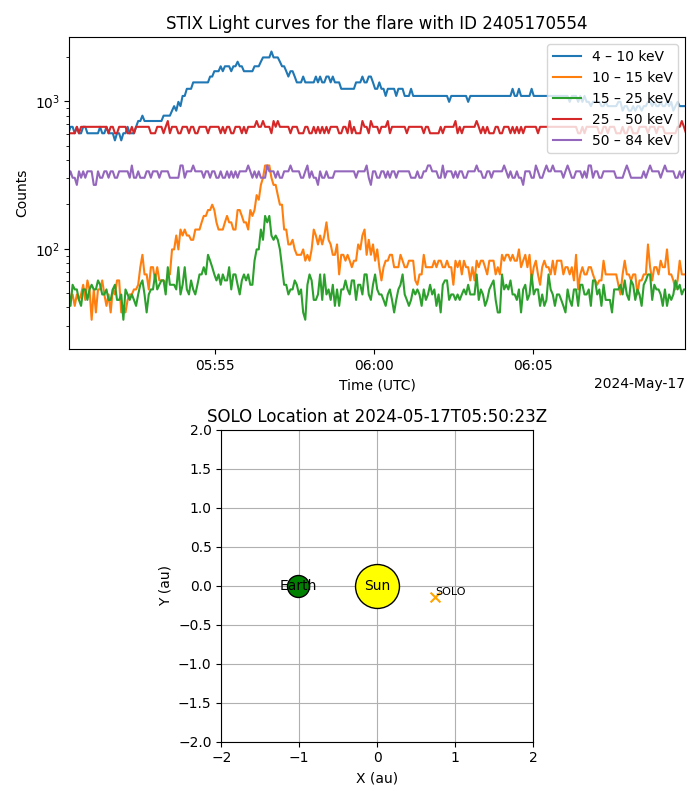 STIX Light curves for the flare with ID 2405170554
4 – 10 keV
10 – 15 keV
15 – 25 keV
25 – 50 keV
50 – 84 keV
10³
10²
Counts
05:55
06:00
06:05
Time (UTC)
2024-May-17
SOLO Location at 2024-05-17T05:50:23Z
2.0
1.5
1.0
0.5
0.0
−0.5
−1.0
−1.5
−2.0
Y (au)
Earth
Sun
SOLO
−2
−1
0
1
2
X (au)